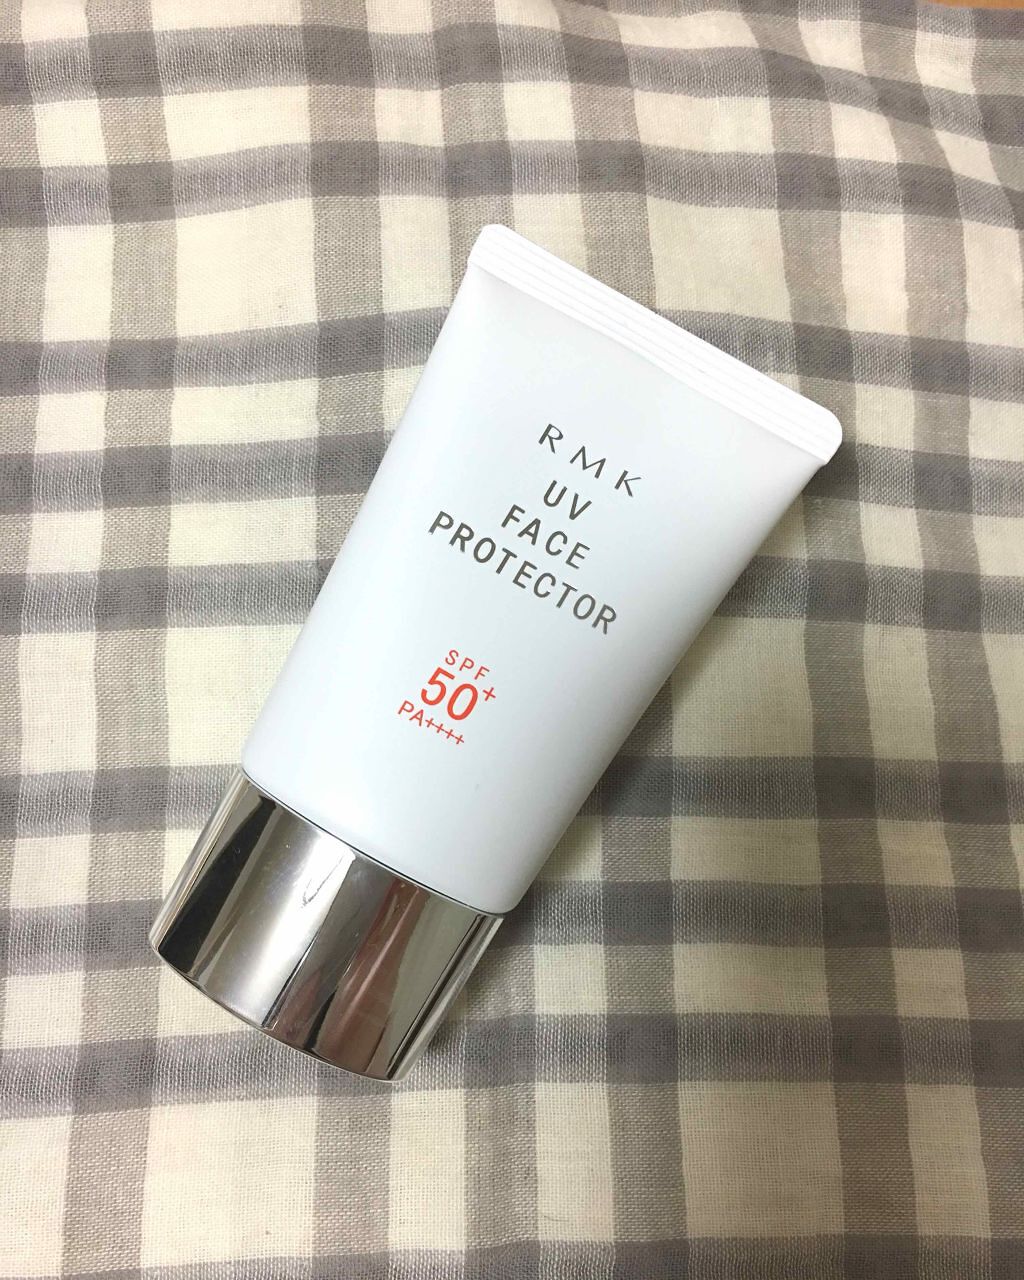 RMK
UV
FACE
PROTECTOR
SPF
50+
PA++++